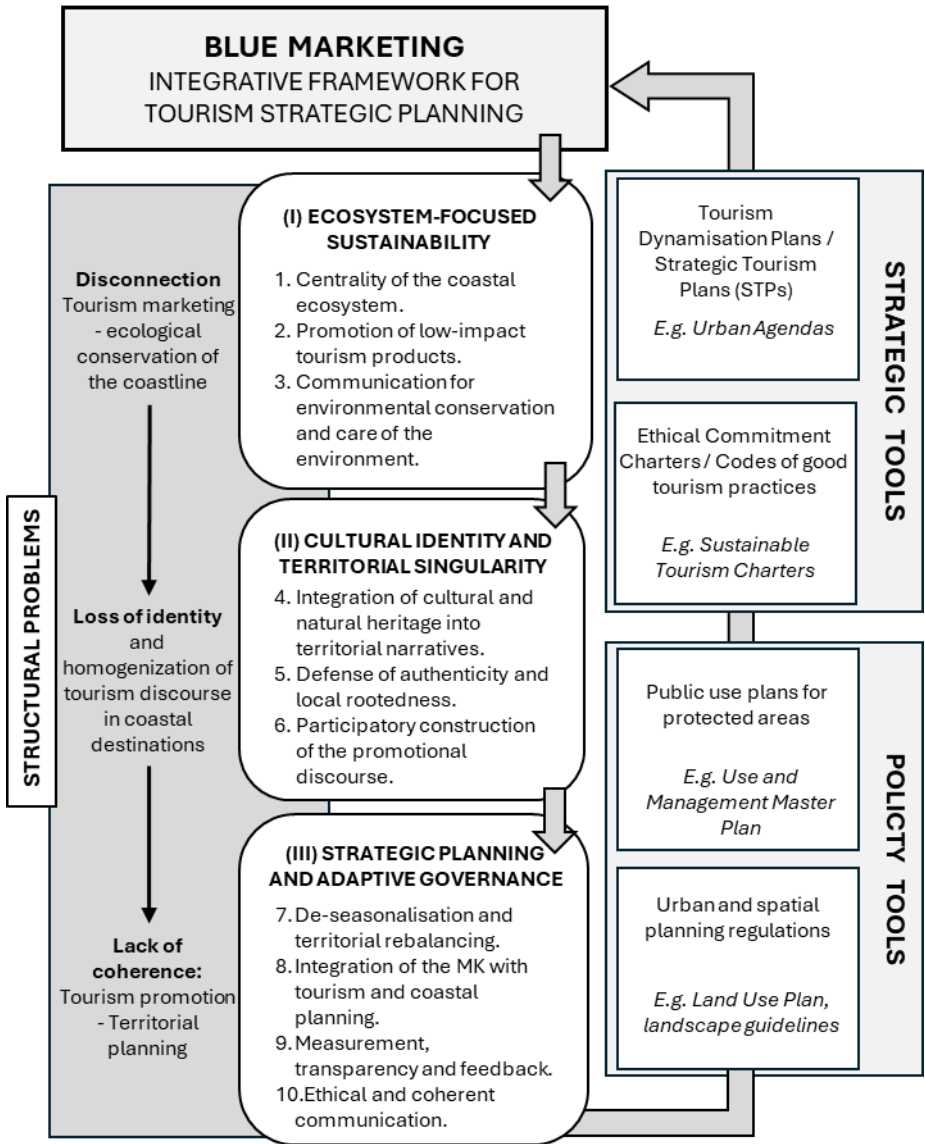 BLUE MARKETING
INTEGRATIVE FRAMEWORK FOR
TOURISM STRATEGIC PLANNING
STRUCTURAL PROBLEMS
Disconnection
Tourism marketing
- ecological
conservation of
the coastline
Loss of identity
and
homogenization of
tourism discourse
in coastal
destinations
Lack of
coherence:
Tourism promotion
- Territorial
planning
(I) ECOSYSTEM-FOCUSED
SUSTAINABILITY
1. Centrality of the coastal
ecosystem.
2. Promotion of low-impact
tourism products.
3. Communication for
environmental conservation
and care of the
environment.
(II) CULTURAL IDENTITY AND
TERRITORIAL SINGULARITY
4. Integration of cultural and
natural heritage into
territorial narratives.
5. Defense of authenticity and
local rootedness.
6. Participatory construction
of the promotional
discourse.
(III) STRATEGIC PLANNING
AND ADAPTIVE GOVERNANCE
7. De-seasonalisation and
territorial rebalancing.
8. Integration of the MK with
tourism and coastal
planning.
9. Measurement,
transparency and feedback.
10. Ethical and coherent
communication.
Tourism
Dynamisation Plans /
Strategic Tourism
Plans (STPs)
E.g. Urban Agendas
Ethical Commitment
Charters / Codes of good
tourism practices
E.g. Sustainable
Tourism Charters
STRATEGIC TOOLS
Public use plans for
protected areas
E.g. Use and
Management Master
Plan
Urban and spatial
planning regulations
E.g. Land Use Plan,
landscape guidelines
POLICTY TOOLS